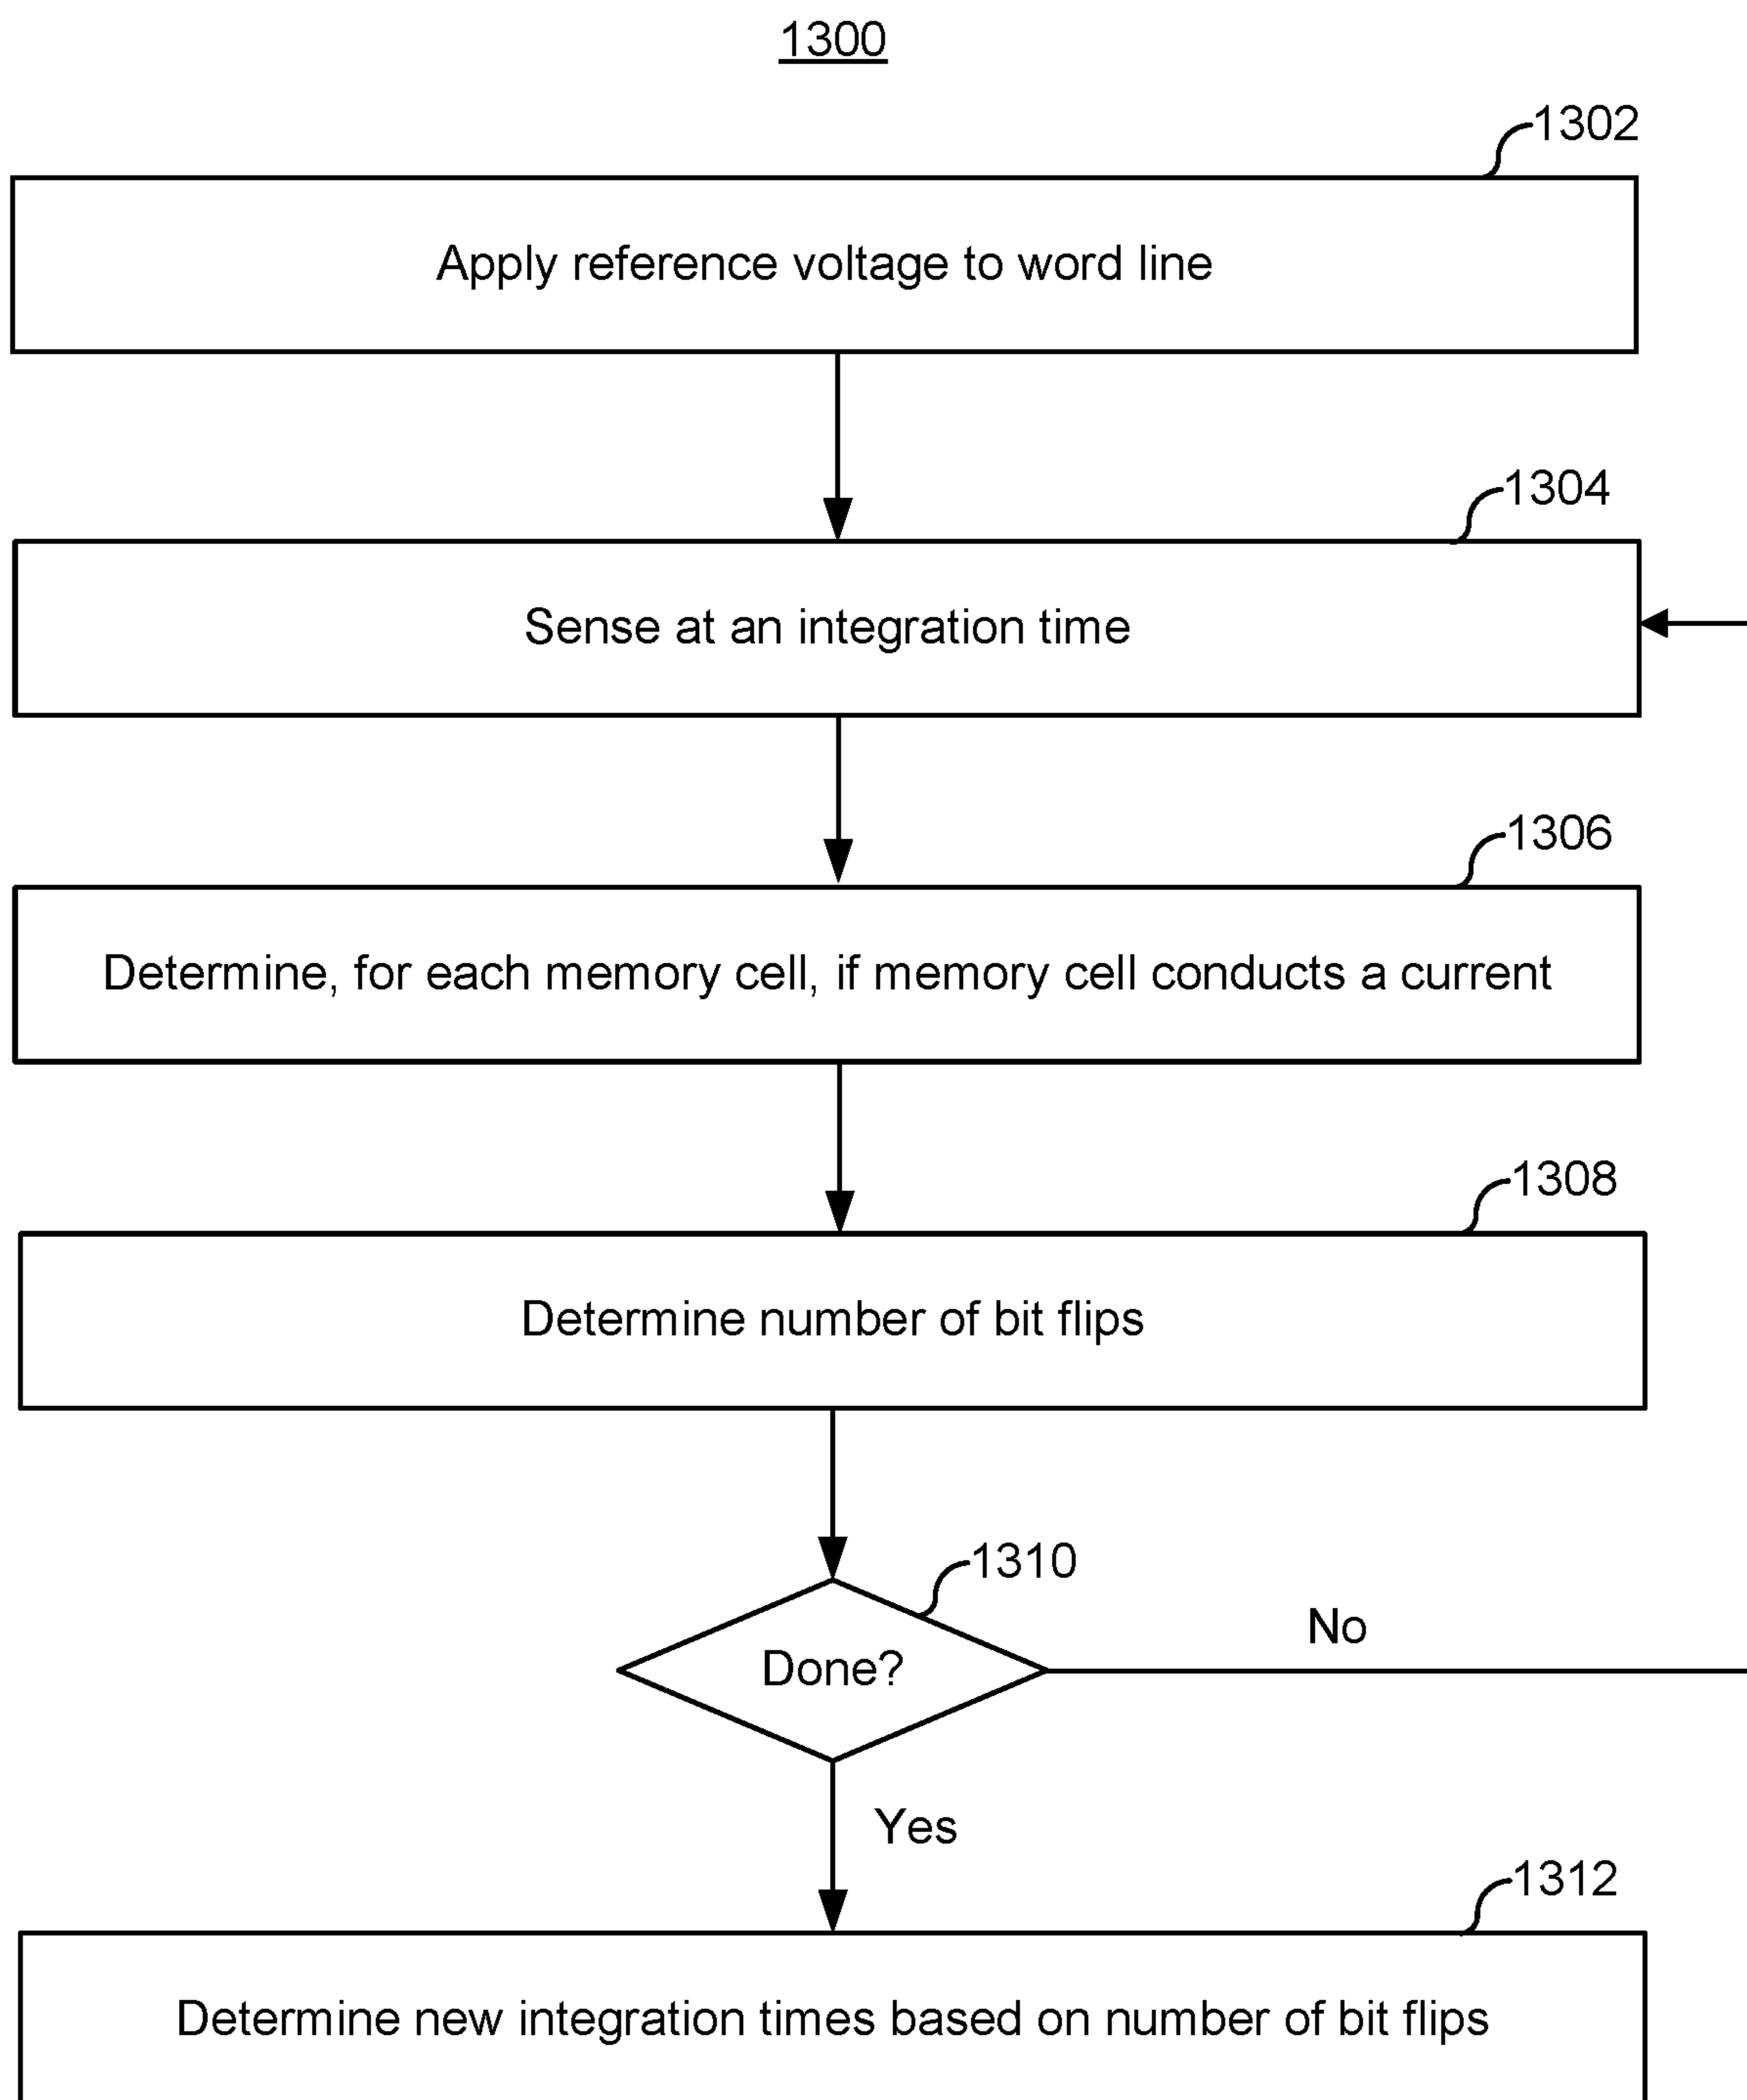 1300
1302
Apply reference voltage to word line
1304
Sense at an integration time
1306
Determine, for each memory cell, if memory cell conducts a current
1308
Determine number of bit flips
1310
Done?
No
Yes
1312
Determine new integration times based on number of bit flips